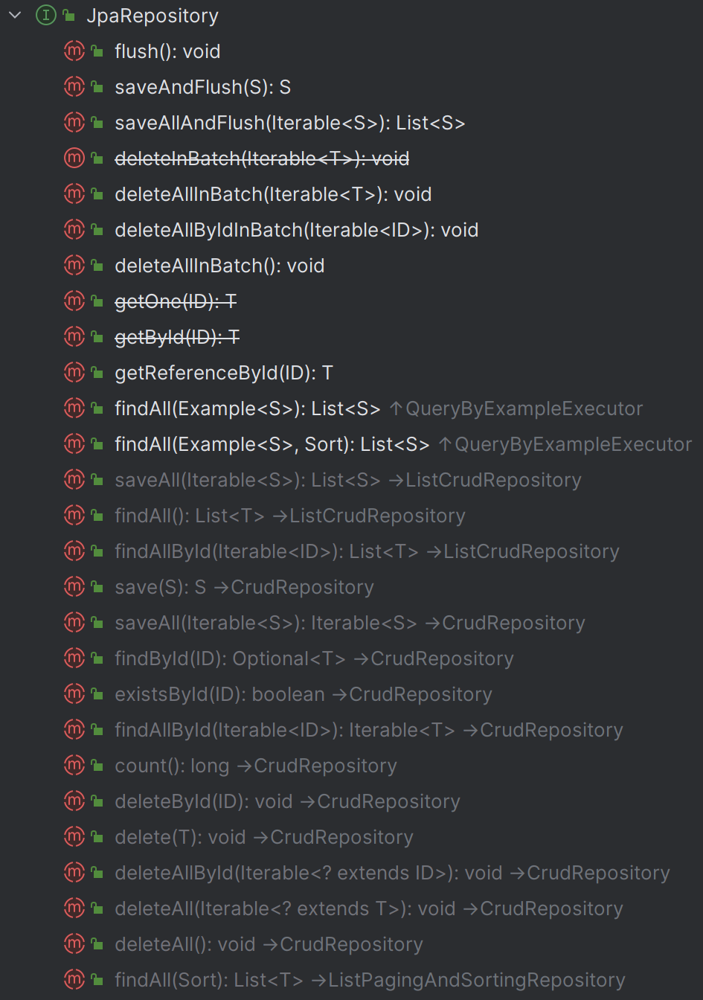 JpaRepository
flush(): void
saveAndFlush(S): S
saveAllAndFlush(Iterable<S>): List<S>
deleteInBatch(Iterable<T>): void
deleteAllInBatch(Iterable<T>): void
deleteAllByIdInBatch(Iterable<ID>): void
deleteAllInBatch(): void
getOne(ID): T
getById(ID): T
getReferenceById(ID): T
findAll(Example<S>): List<S> ↑QueryByExampleExecutor
findAll(Example<S>, Sort): List<S> ↑QueryByExampleExecutor
saveAll(Iterable<S>): List<S> →ListCrudRepository
findAll(): List<T> →ListCrudRepository
findAllById(Iterable<ID>): List<T> →ListCrudRepository
save(S): S →CrudRepository
saveAll(Iterable<S>): Iterable<S> →CrudRepository
findById(ID): Optional<T> →CrudRepository
existsById(ID): boolean →CrudRepository
findAllById(Iterable<ID>): Iterable<T> →CrudRepository
count(): long →CrudRepository
deleteById(ID): void →CrudRepository
delete(T): void →CrudRepository
deleteAllById(Iterable<? extends ID>): void →CrudRepository
deleteAll(Iterable<? extends T>): void →CrudRepository
deleteAll(): void →CrudRepository
findAll(Sort): List<T> →ListPagingAndSortingRepository